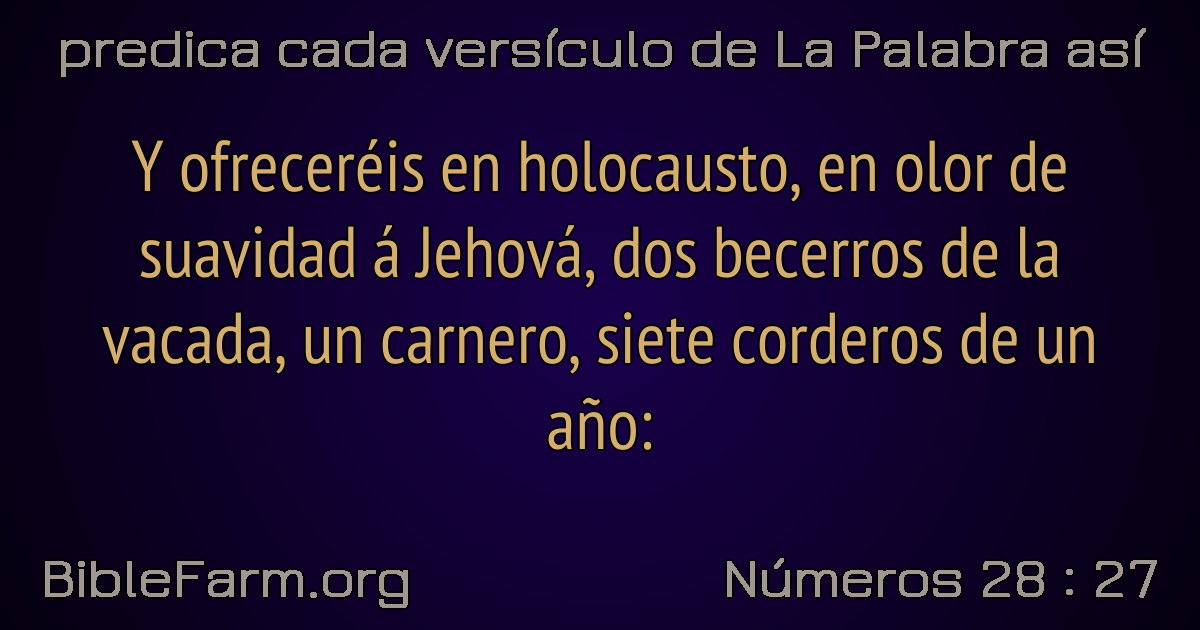 predica cada versículo de La Palabra así
Y ofreceréis en holocausto, en olor de
suavidad á Jehová, dos becerros de la
vacada, un carnero, siete corderos de un
año:
BibleFarm.org
Números 28 : 27